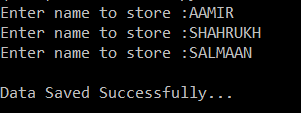 Enter name to store :AAMIR
Enter name to store :SHAHRUKH
Enter name to store :SALMAAN
Data Saved Successfully...